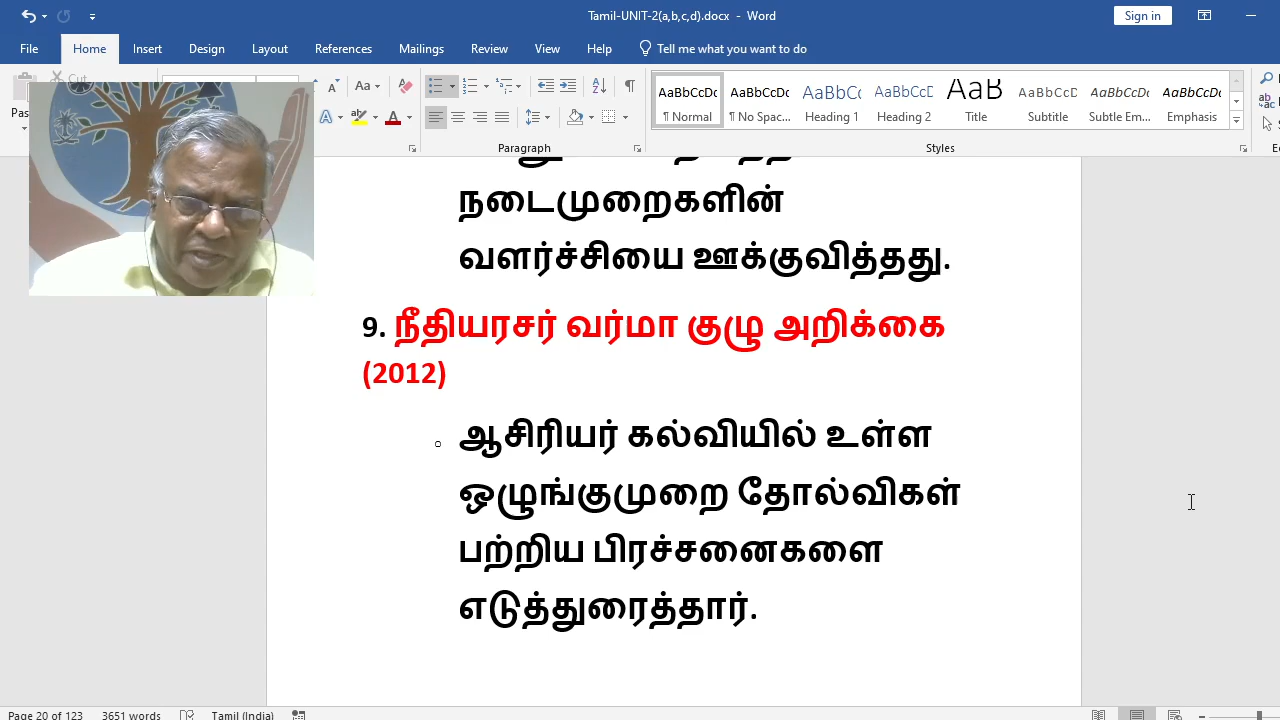 Tamil-UNIT-2(a,b,c,d).docx - Word
Sign in
File Home Insert Design Layout References Mailings Review View Help Tell me what you want to do
Cut
Aa
AaBbCcDc AaBbCcDc AaBbCc AaBbCcD AaB AaBbCcD AaBbCcDc AaBbCcDc
¶ Normal ¶ No Spac... Heading 1 Heading 2 Title Subtitle Subtle Em... Emphasis
Paragraph Styles
நடைமுறைகளின்
வளர்ச்சியை ஊக்குவித்தது.
9. நீதியரசர் வர்மா குழு அறிக்கை
(2012)
ஆசிரியர் கல்வியில் உள்ள
ஒழுங்குமுறை தோல்விகள்
பற்றிய பிரச்சனைகளை
எடுத்துரைத்தார்.
Page 20 of 123 3651 words Tamil (India)